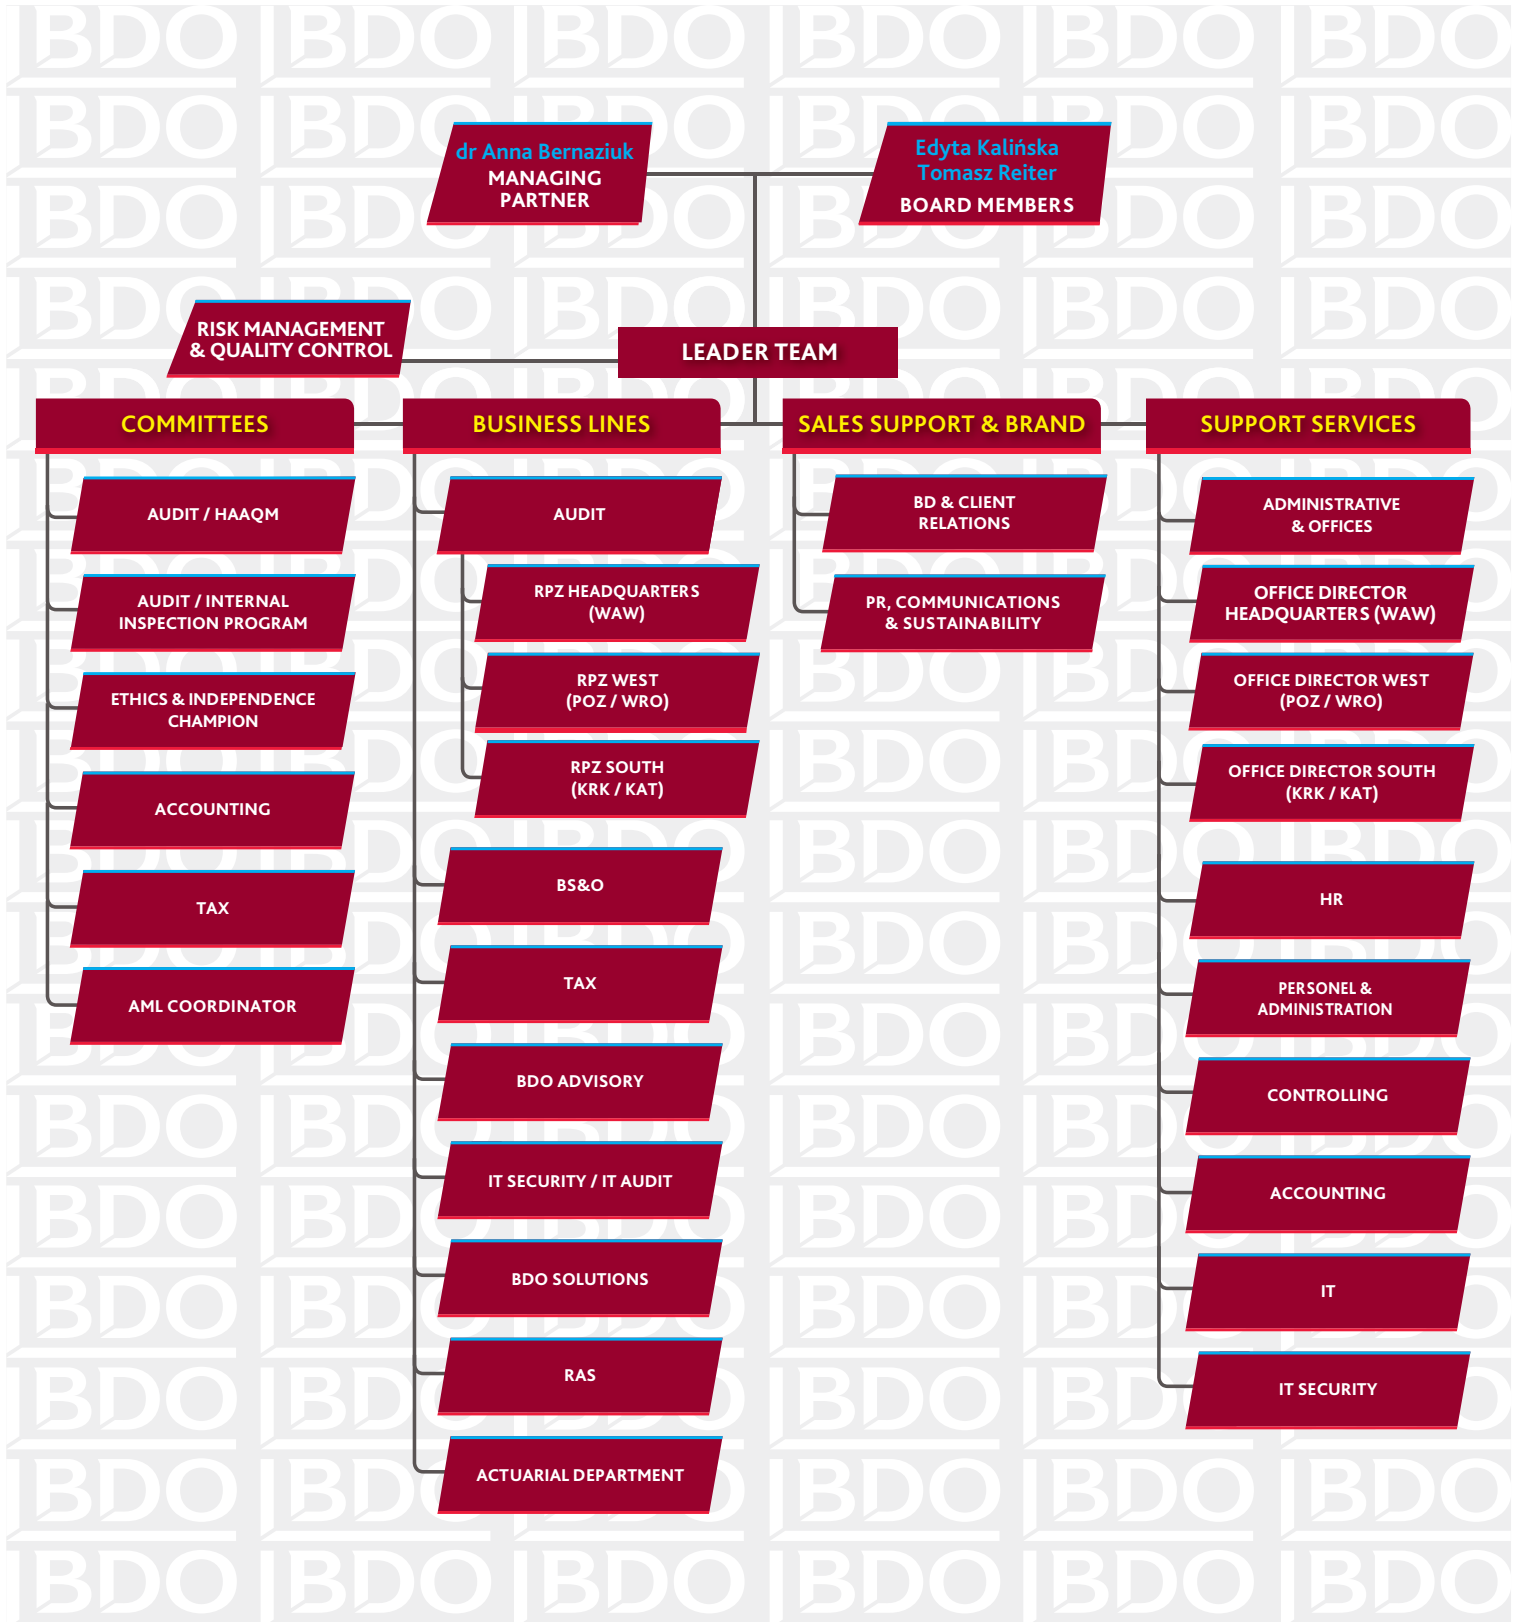 dr Anna Bernaziuk
MANAGING
PARTNER
Edyta Kalińska
Tomasz Reiter
BOARD MEMBERS
RISK MANAGEMENT
& QUALITY CONTROL
LEADER TEAM
COMMITTEES
AUDIT / HAAQM
AUDIT / INTERNAL
INSPECTION PROGRAM
ETHICS & INDEPENDENCE
CHAMPION
ACCOUNTING
TAX
AML COORDINATOR
BUSINESS LINES
AUDIT
RPZ HEADQUARTERS
(WAW)
RPZ WEST
(POZ / WRO)
RPZ SOUTH
(KRK / KAT)
BS&O
TAX
BDO ADVISORY
IT SECURITY / IT AUDIT
BDO SOLUTIONS
RAS
ACTUARIAL DEPARTMENT
SALES SUPPORT & BRAND
BD & CLIENT
RELATIONS
PR, COMMUNICATIONS
& SUSTAINABILITY
SUPPORT SERVICES
ADMINISTRATIVE
& OFFICES
OFFICE DIRECTOR
HEADQUARTERS (WAW)
OFFICE DIRECTOR WEST
(POZ / WRO)
OFFICE DIRECTOR SOUTH
(KRK / KAT)
HR
PERSONEL &
ADMINISTRATION
CONTROLLING
ACCOUNTING
IT
IT SECURITY
BDO